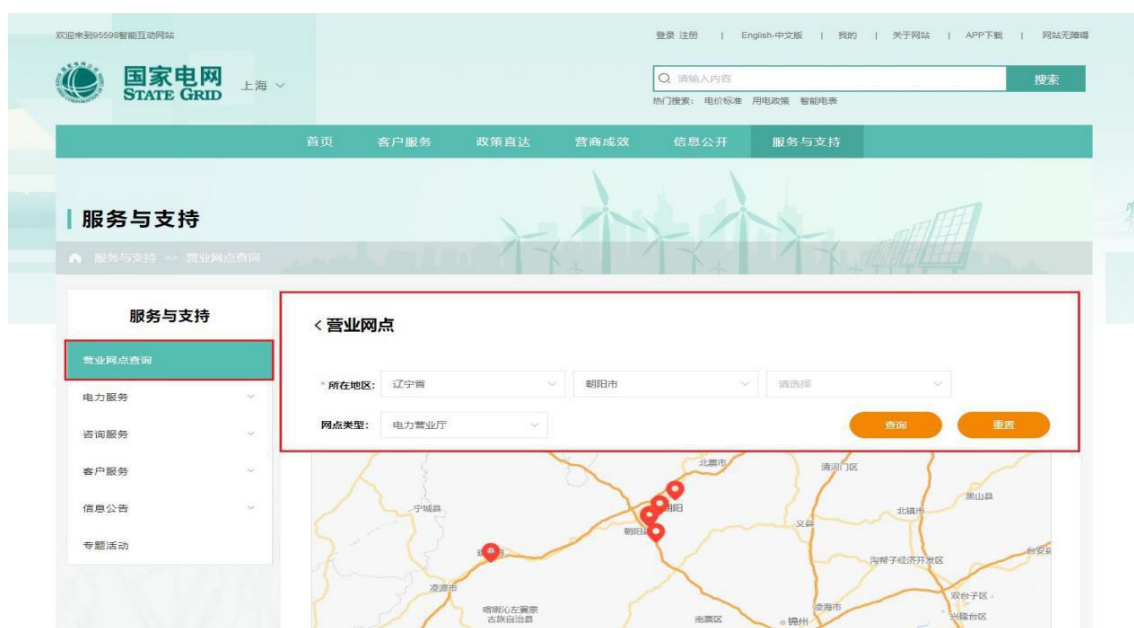 欢迎来到95598智能互动网站
登录 注册 | English-中文版 | 我的 | 关于网站 | APP下载 | 网站无障碍
国家电网
STATE GRID
上海
请输入内容
搜索
热门搜索: 电价标准 用电政策 智能电表
首页 客户服务 政策直达 营商成效 信息公开 服务与支持
服务与支持
服务与支持 >> 营业网点查询
服务与支持
营业网点查询
电力服务
咨询服务
客户服务
信息公告
专题活动
< 营业网点
* 所在地区: 辽宁省 朝阳市 请选择
网点类型: 电力营业厅
查询 重置
北票市
清河门区
黑山县
宁城县
朝阳
北镇市
义县
朝阳
台安县
沟帮子经济开发区
凌源市
双台子区
喀喇沁左翼蒙
古族自治县
凌海市
南票区
锦州
兴隆台区